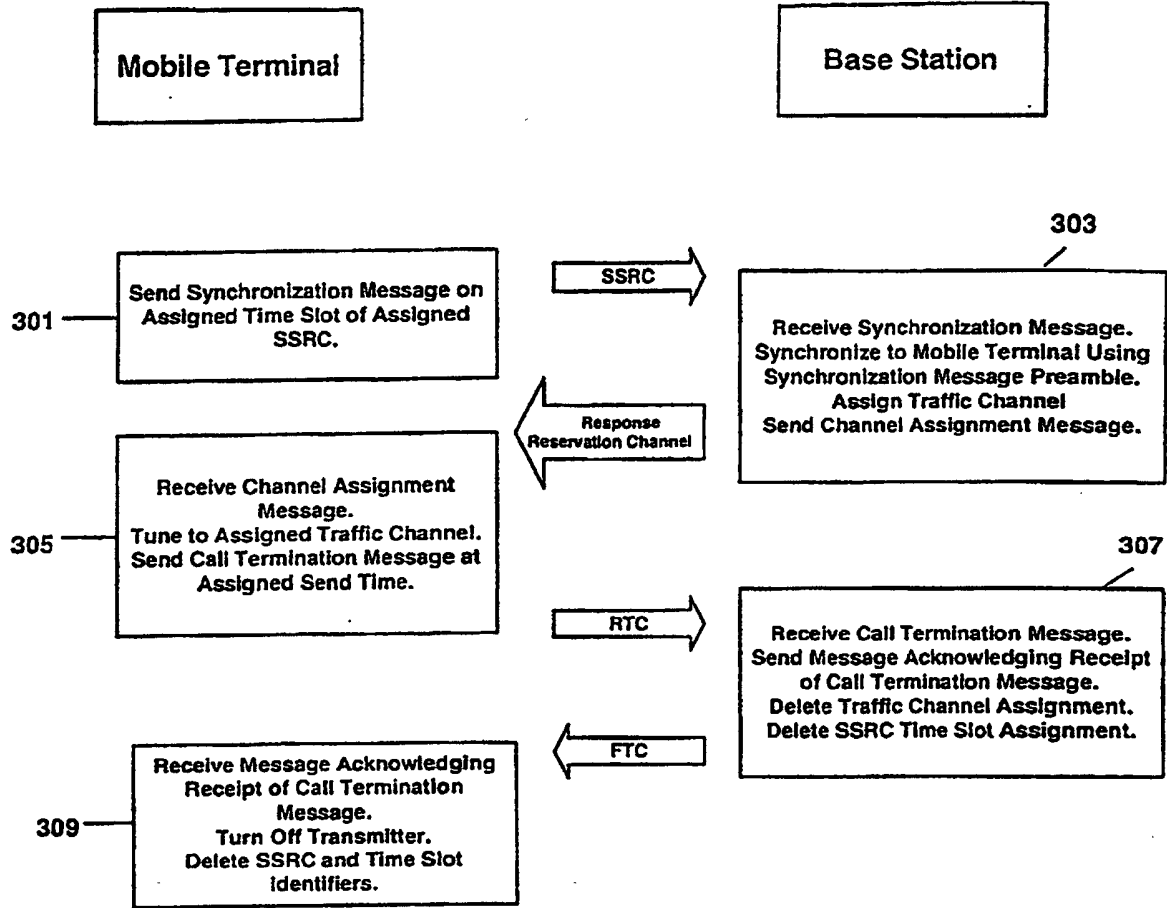 Mobile Terminal
Base Station
303
301
Send Synchronization Message on
Assigned Time Slot of Assigned
SSRC.
SSRC
Receive Synchronization Message.
Synchronize to Mobile Terminal Using
Synchronization Message Preamble.
Assign Traffic Channel
Send Channel Assignment Message.
Response
Reservation Channel
305
Receive Channel Assignment
Message.
Tune to Assigned Traffic Channel.
Send Call Termination Message at
Assigned Send Time.
307
RTC
Receive Call Termination Message.
Send Message Acknowledging Receipt
of Call Termination Message.
Delete Traffic Channel Assignment.
Delete SSRC Time Slot Assignment.
FTC
309
Receive Message Acknowledging
Receipt of Call Termination
Message.
Turn Off Transmitter.
Delete SSRC and Time Slot
Identifiers.